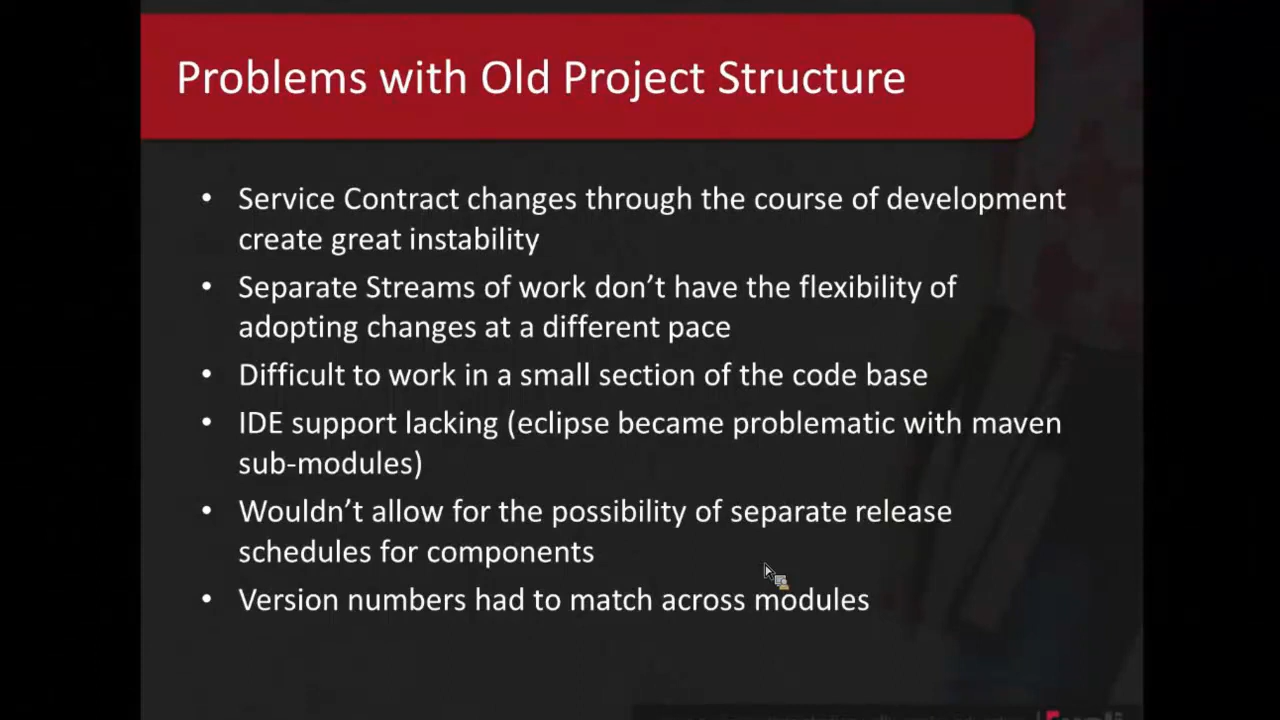 Problems with Old Project Structure
• Service Contract changes through the course of development
create great instability
• Separate Streams of work don’t have the flexibility of
adopting changes at a different pace
• Difficult to work in a small section of the code base
• IDE support lacking (eclipse became problematic with maven
sub-modules)
• Wouldn’t allow for the possibility of separate release
schedules for components
• Version numbers had to match across modules